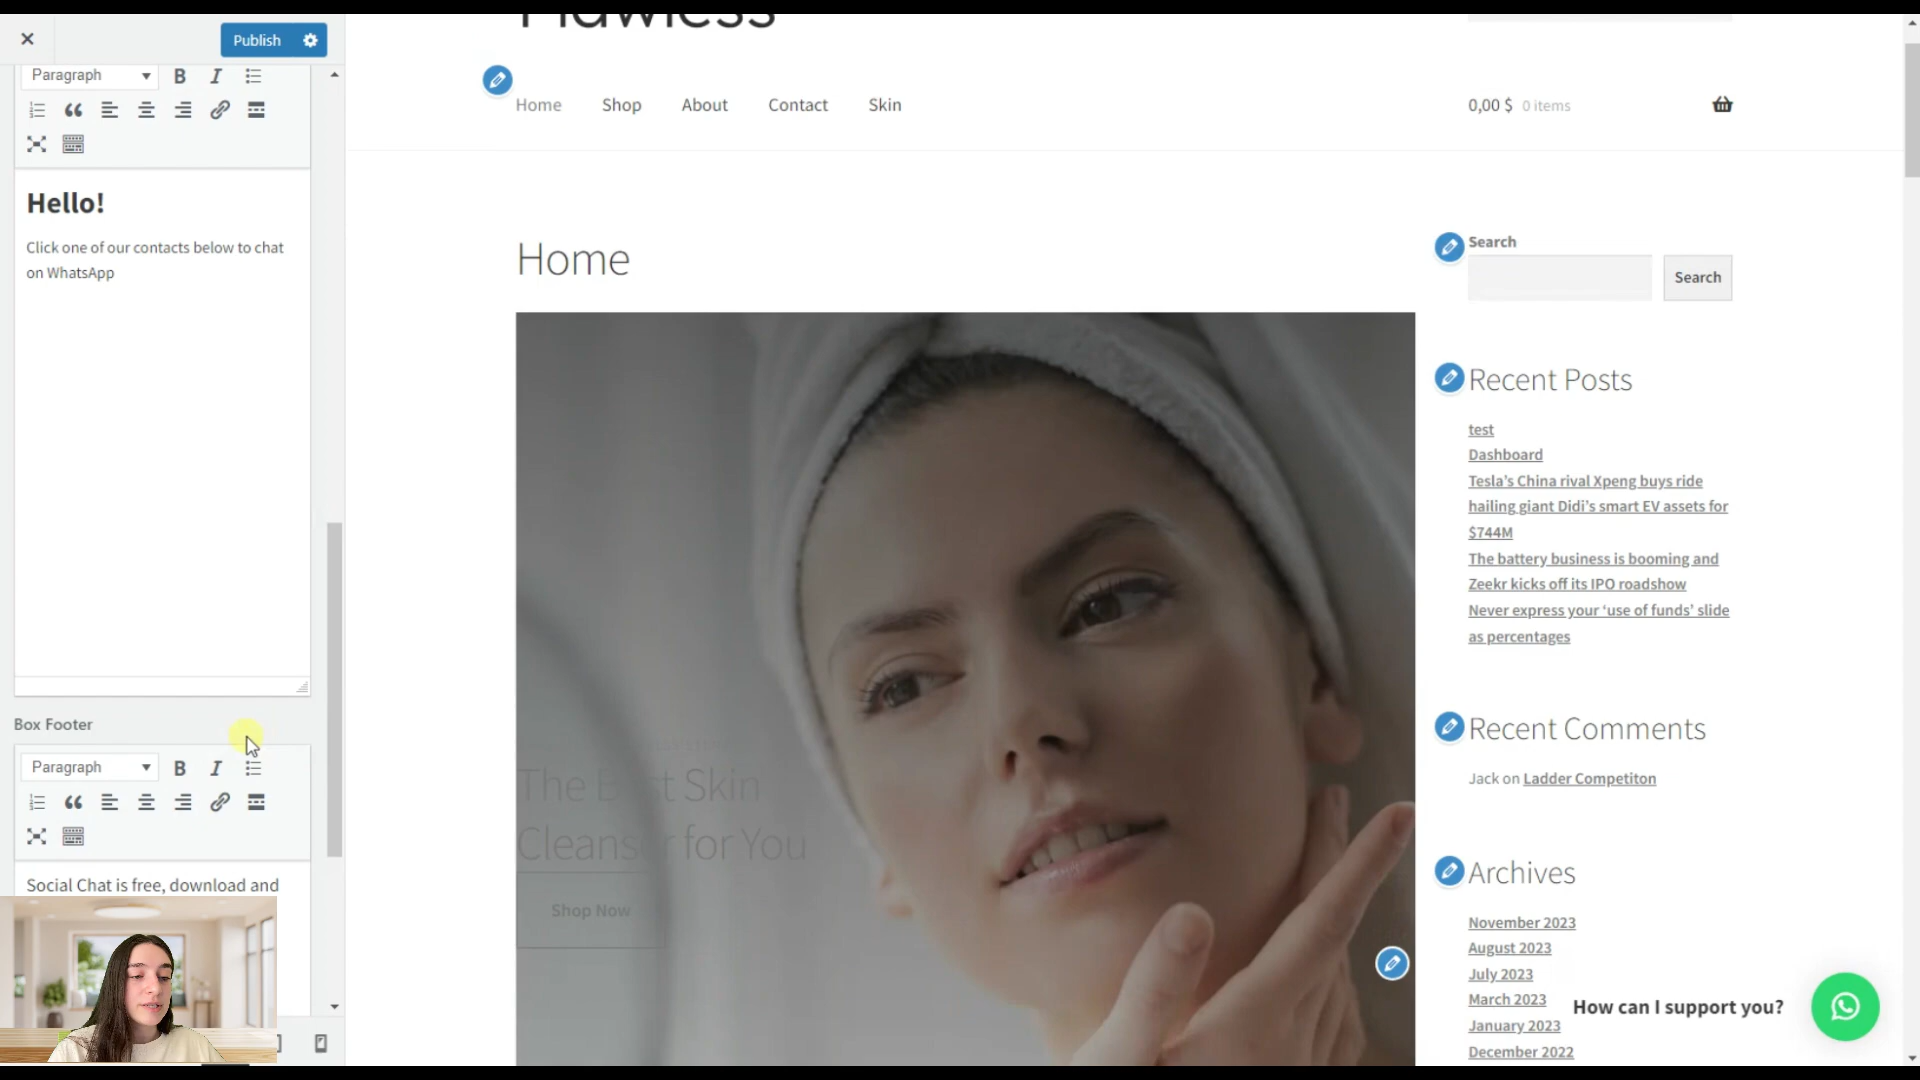 Flawless
Publish
Paragraph
B I
Home Shop About Contact Skin
0,00 $ 0 items
Hello!
Click one of our contacts below to chat
on WhatsApp
Box Footer
Paragraph
B I
Social Chat is free, download and
Home
The Best Skin
Cleanser for You
Shop Now
Search
Search
Recent Posts
test
Dashboard
Tesla’s China rival Xpeng buys ride
hailing giant Didi’s smart EV assets for
$744M
The battery business is booming and
Zeekr kicks off its IPO roadshow
Never express your ‘use of funds’ slide
as percentages
Recent Comments
Jack on Ladder Competiton
Archives
November 2023
August 2023
July 2023
March 2023
January 2023
December 2022
How can I support you?